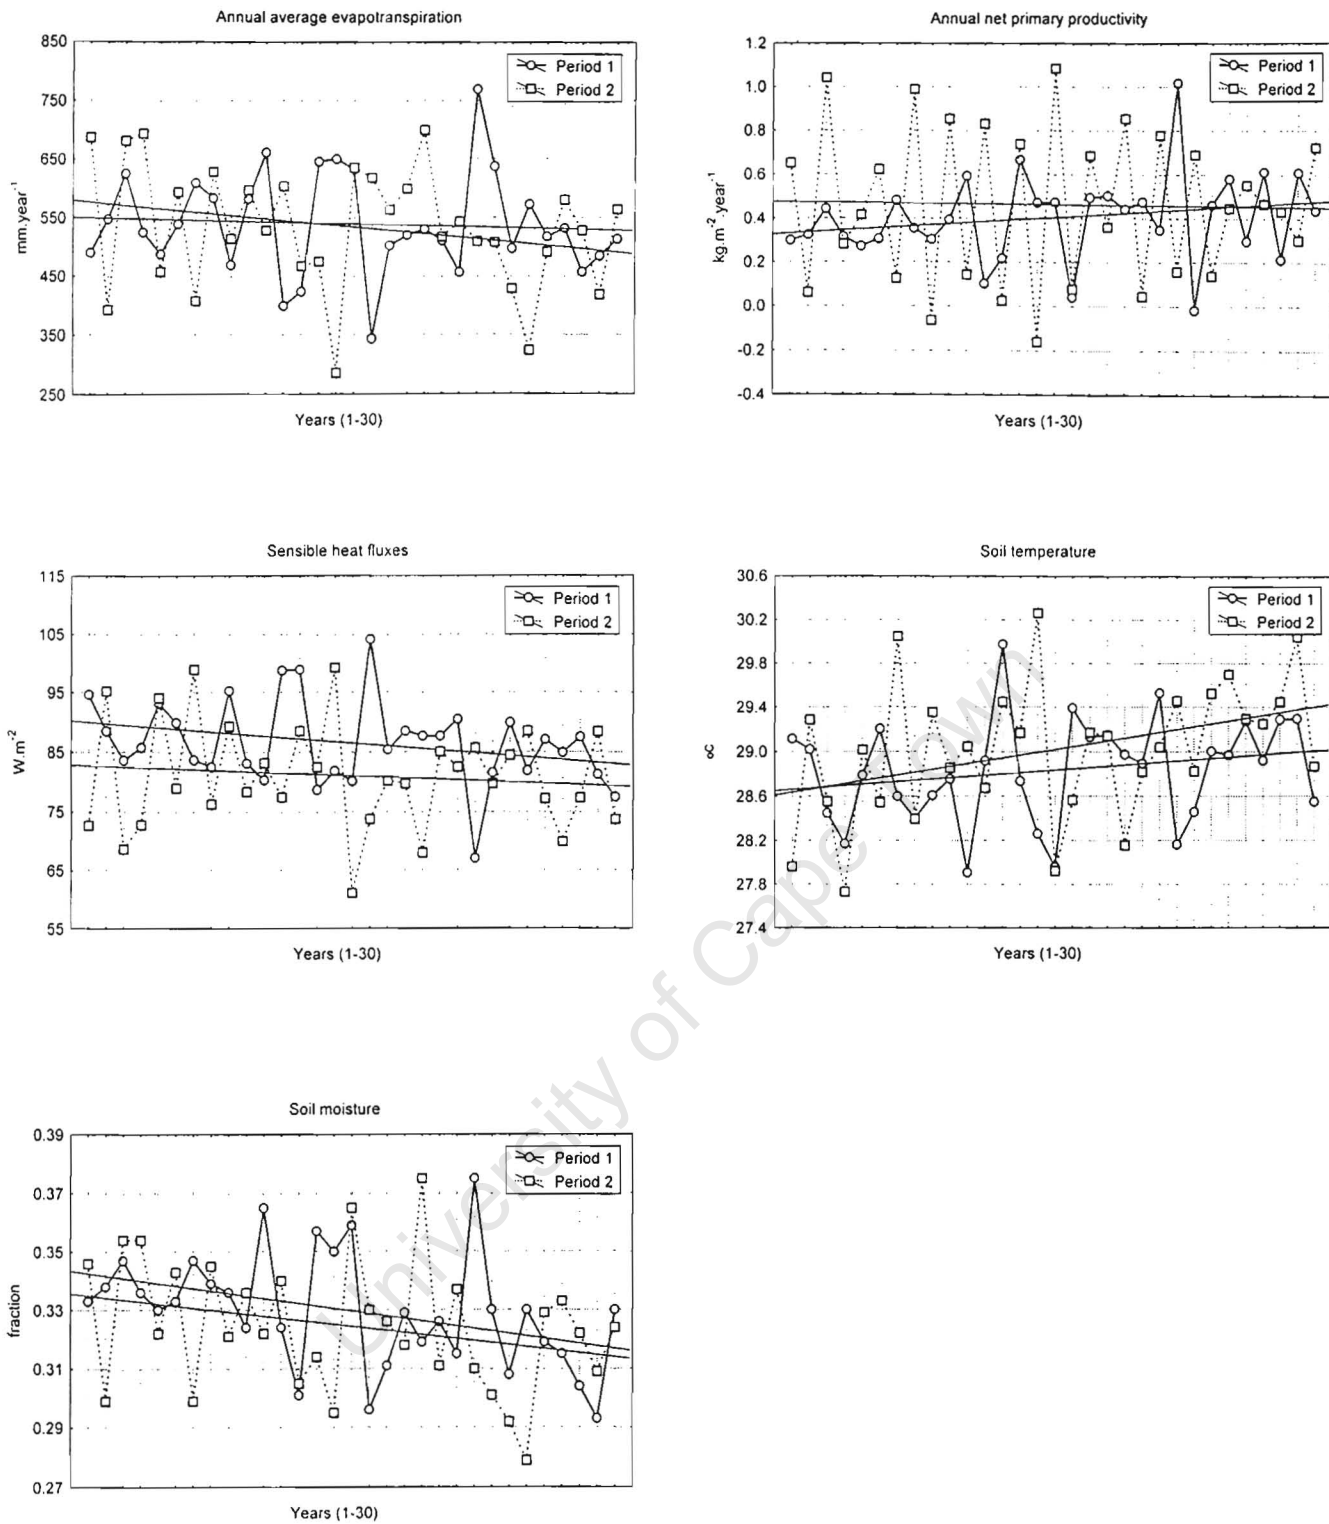 Annual average evapotranspiration
850
750
650
550
450
350
250
mm.year-1
Period 1
Period 2
Years (1-30)
Annual net primary productivity
1.2
1.0
0.8
0.6
0.4
0.2
0.0
-0.2
-0.4
kg.m-2.year-1
Period 1
Period 2
Years (1-30)
Sensible heat fluxes
115
105
95
85
75
65
55
W.m-2
Period 1
Period 2
Years (1-30)
Soil temperature
30.6
30.2
29.8
29.4
29.0
28.6
28.2
27.8
27.4
oC
Period 1
Period 2
Years (1-30)
Soil moisture
0.39
0.37
0.35
0.33
0.31
0.29
0.27
fraction
Period 1
Period 2
Years (1-30)
University of Cape Town